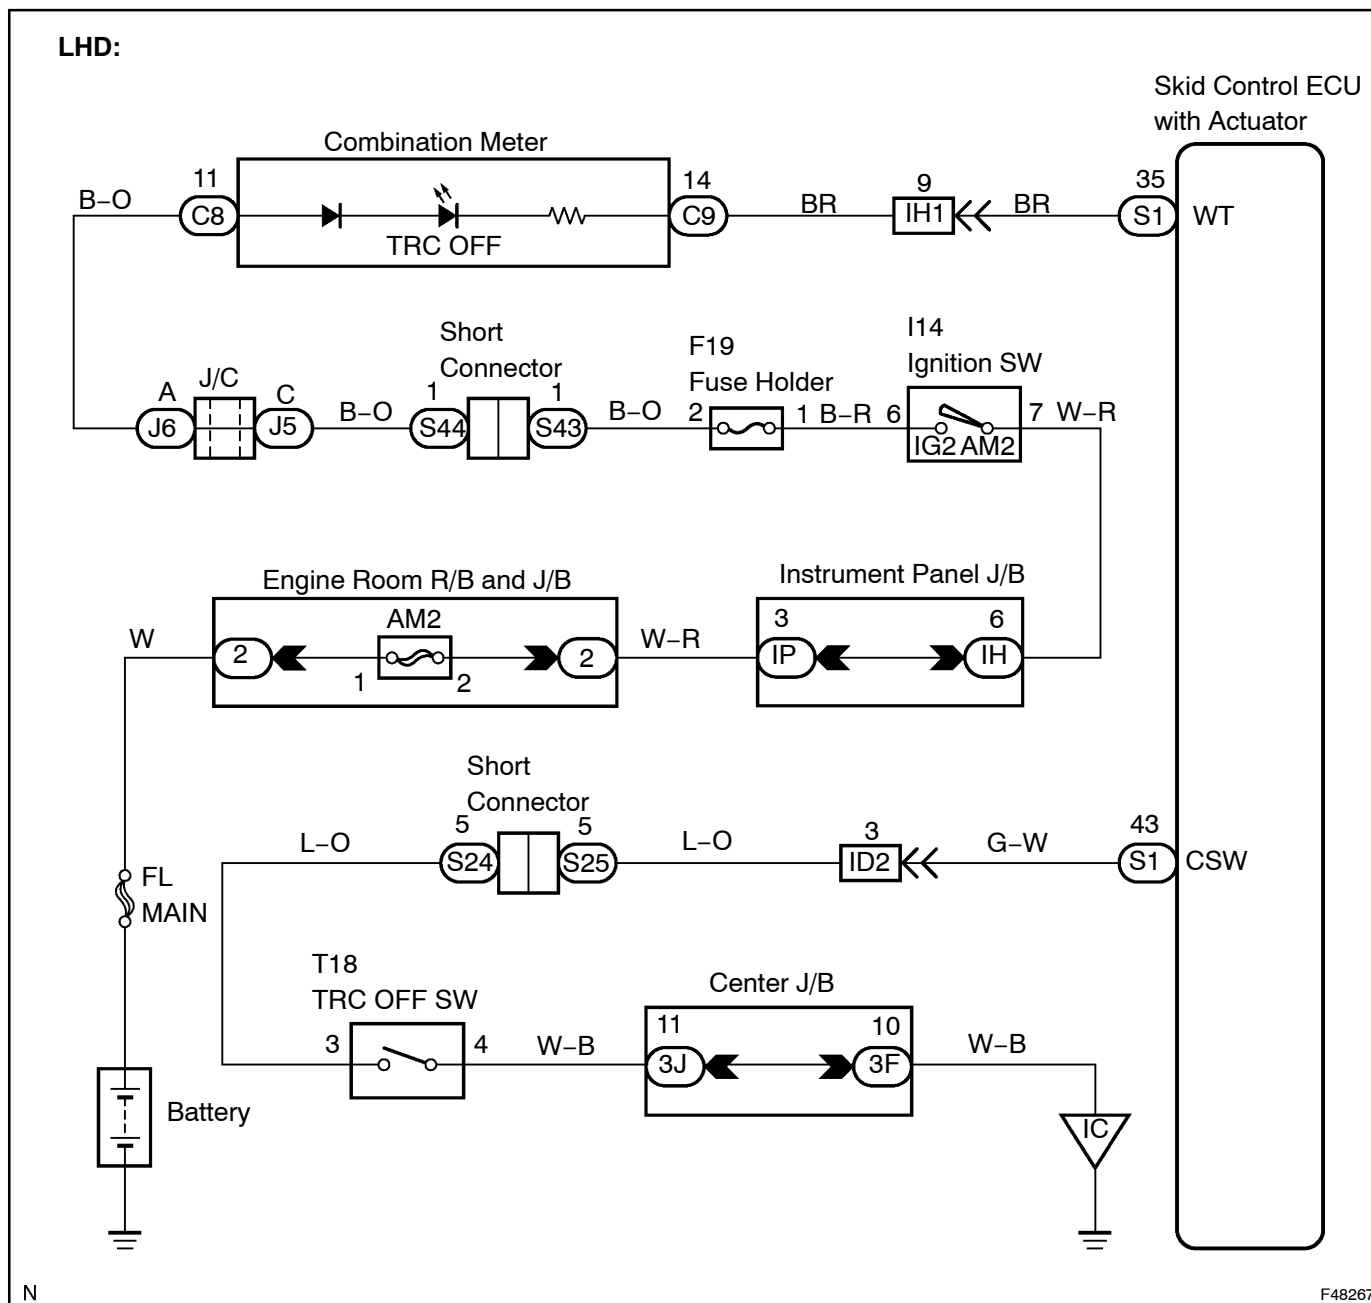 LHD:
Skid Control ECU
with Actuator
Combination Meter
11
14
9
35
B–O
C8
C9
BR
IH1
BR
S1
WT
TRC OFF
Short
Connector
F19
Fuse Holder
I14
Ignition SW
A
J/C
C
1
1
J6
J5
B–O
S44
S43
B–O
2
1
B–R
6
7
W–R
IG2
AM2
Engine Room R/B and J/B
Instrument Panel J/B
AM2
3
6
W
2
2
W–R
IP
IH
1
2
Short
Connector
5
5
3
43
L–O
S24
S25
L–O
ID2
G–W
S1
CSW
FL
MAIN
T18
TRC OFF SW
Center J/B
11
10
3
4
W–B
3J
3F
W–B
Battery
IC
N
F48267